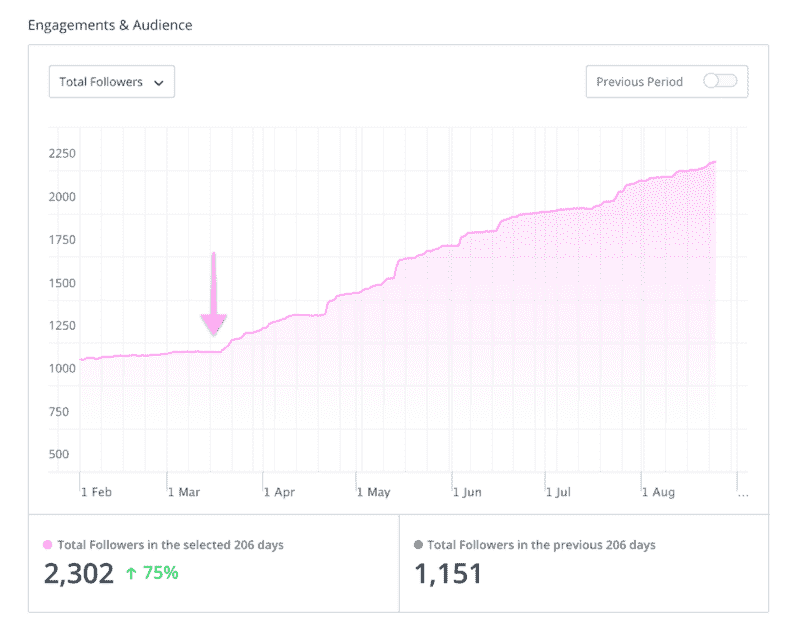 Engagements & Audience
Total Followers
Previous Period
2250
2000
1750
1500
1250
1000
750
500
1 Feb 1 Mar 1 Apr 1 May 1 Jun 1 Jul 1 Aug ...
Total Followers in the selected 206 days
2,302 ↑ 75%
Total Followers in the previous 206 days
1,151